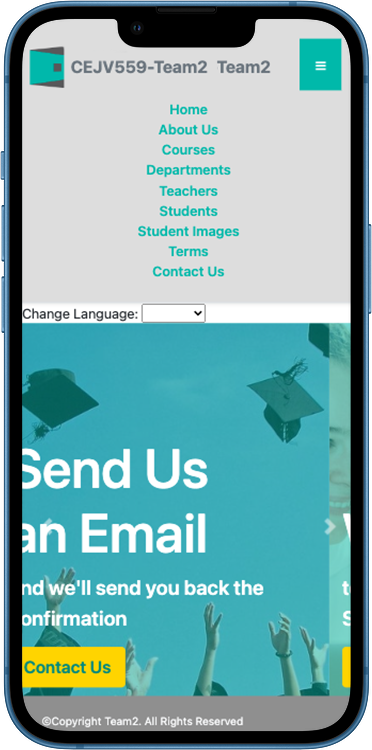 CEJV559-Team2 Team2
Home
About Us
Courses
Departments
Teachers
Students
Student Images
Terms
Contact Us
Change Language:
Send Us
an Email
nd we'll send you back the
onfirmation
Contact Us
©Copyright Team2. All Rights Reserved